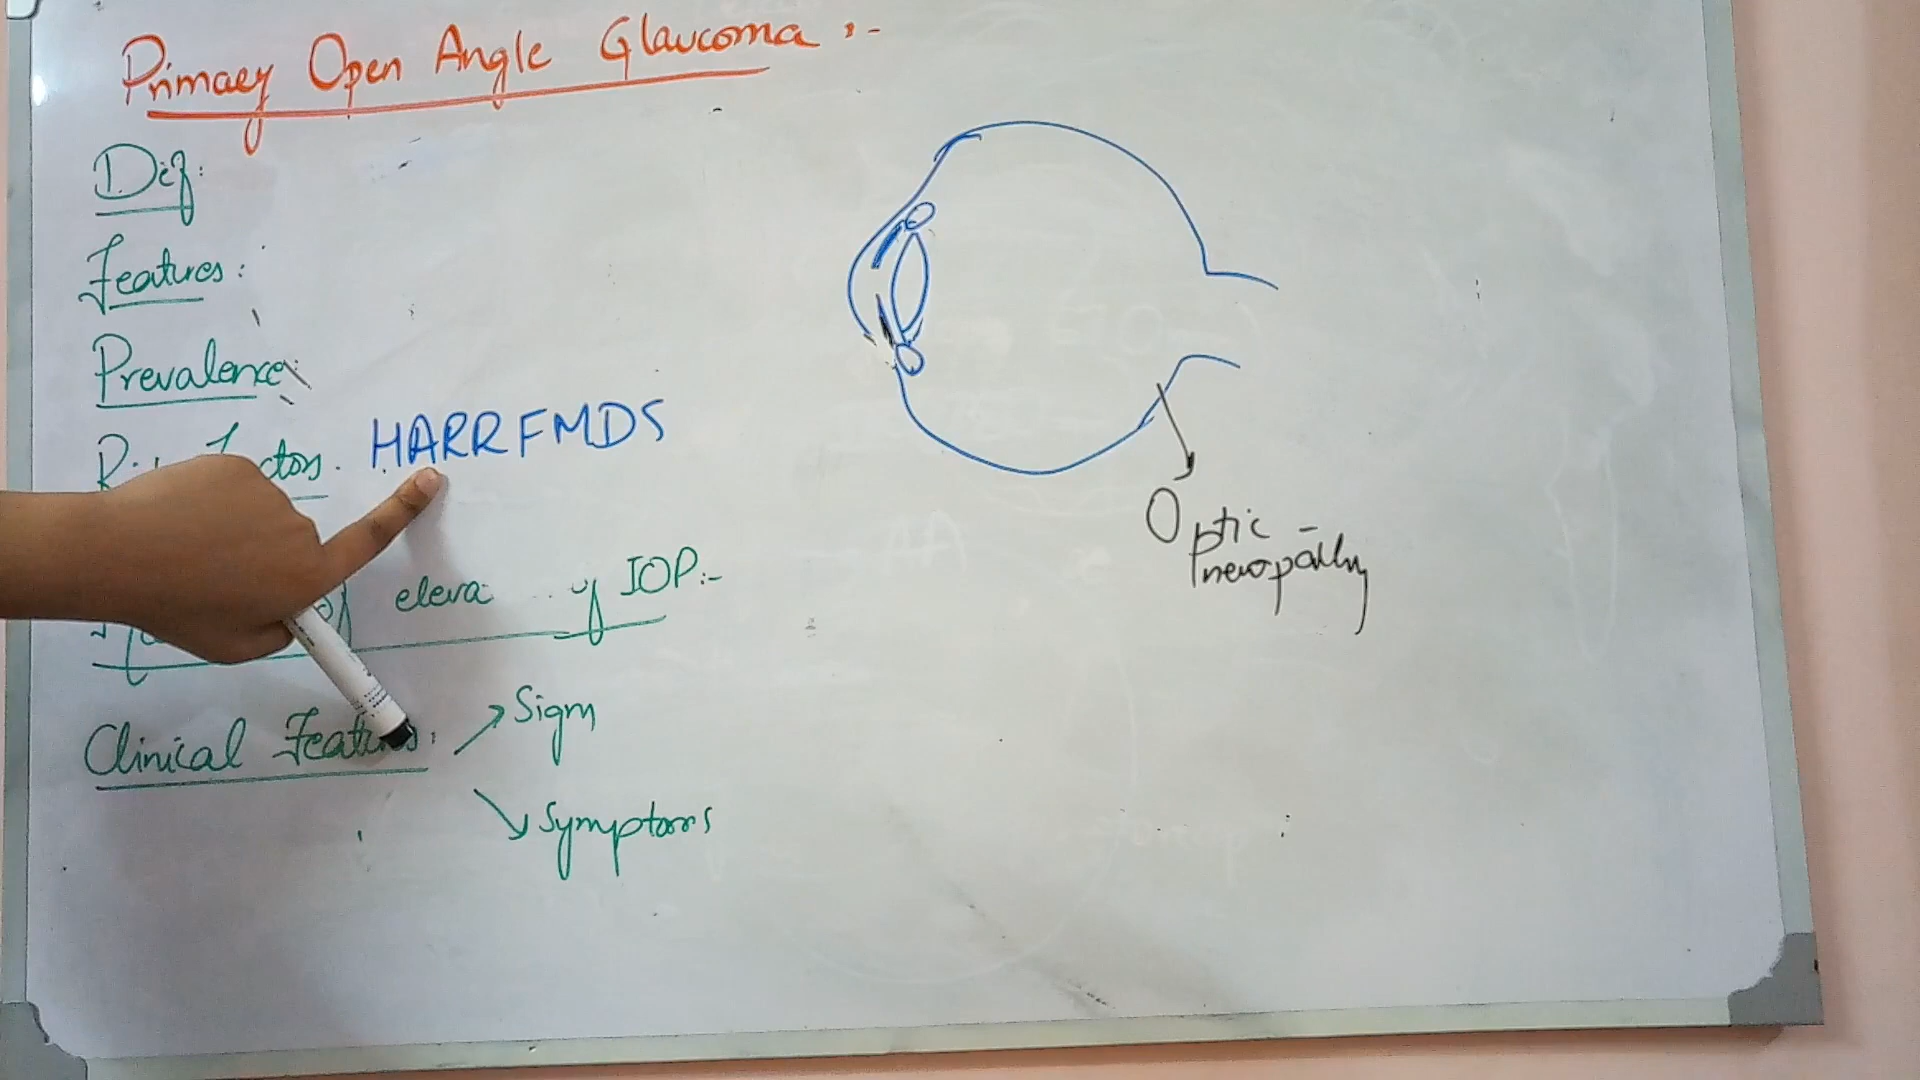 Primary Open Angle Glaucoma :-
Def:
Features:
Prevalence:
HARRFMDS
eleva of IOP:-
Clinical Features:
Sign
Symptoms
Optic
neuropathy